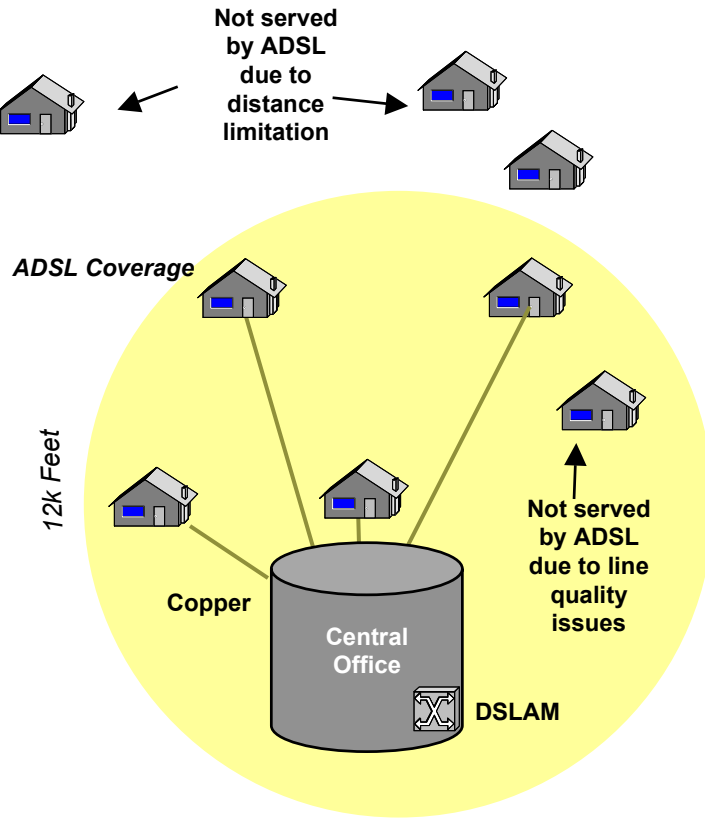 Not served
by ADSL
due to
distance
limitation
ADSL Coverage
12k Feet
Not served
by ADSL
due to line
quality
issues
Copper
Central
Office
DSLAM